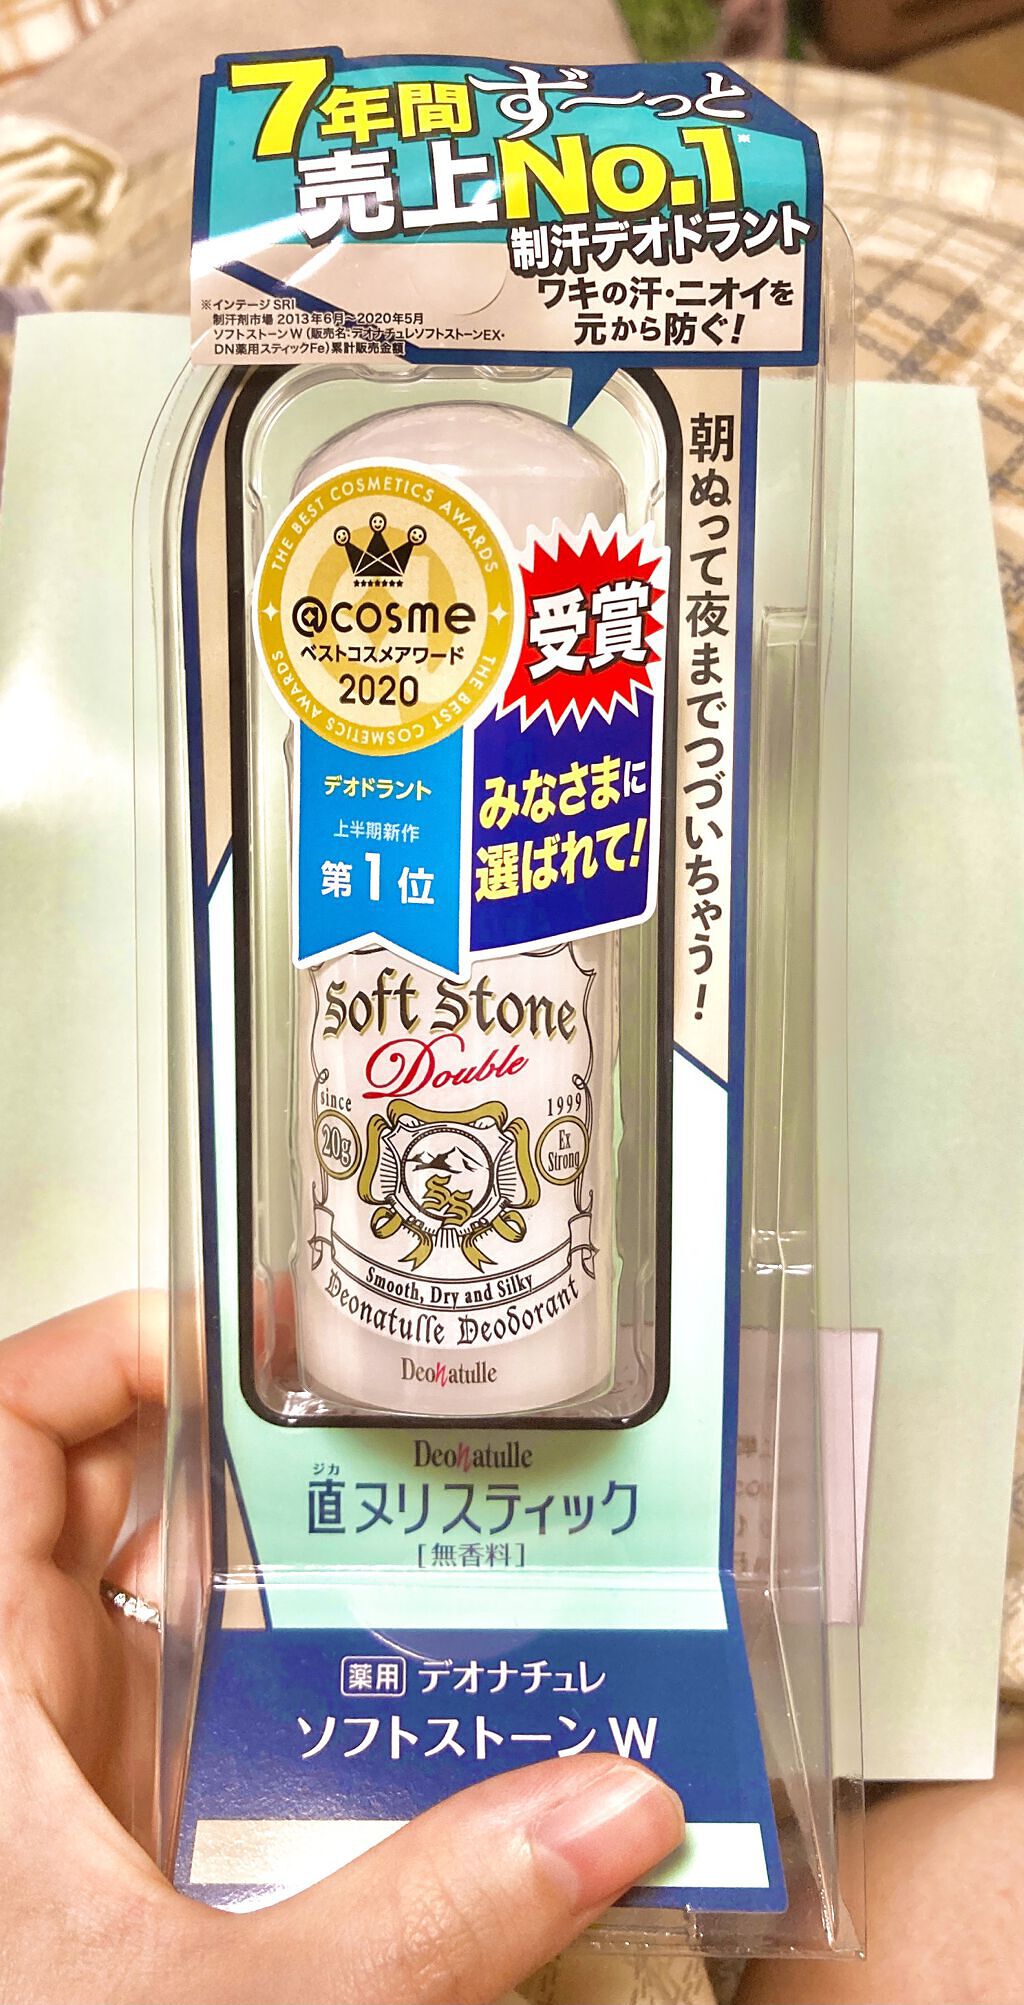 7年間ず〜っと
売上No.1※
制汗デオドラント
ワキの汗・ニオイを
元から防ぐ!
※インテージSRI
制汗剤市場 2013年6月〜2020年5月
ソフトストーンW(販売名:デオナチュレソフトストーンEX・
DN薬用スティックFe)累計販売金額
朝ぬって夜までつづいちゃう!
THE BEST COSMETICS AWARDS
@cosme
ベストコスメアワード
2020
THE BEST COSMETICS AWARDS
デオドラント
上半期新作
第1位
受賞
みなさまに
選ばれて!
Soft Stone
Double
since 1999
20g
Ex
Strong
SS
Smooth, Dry and Silky
Deonatulle Deodorant
Deonatulle
Deonatulle
ジカ
直ヌリスティック
[無香料]
薬用 デオナチュレ
ソフトストーンW